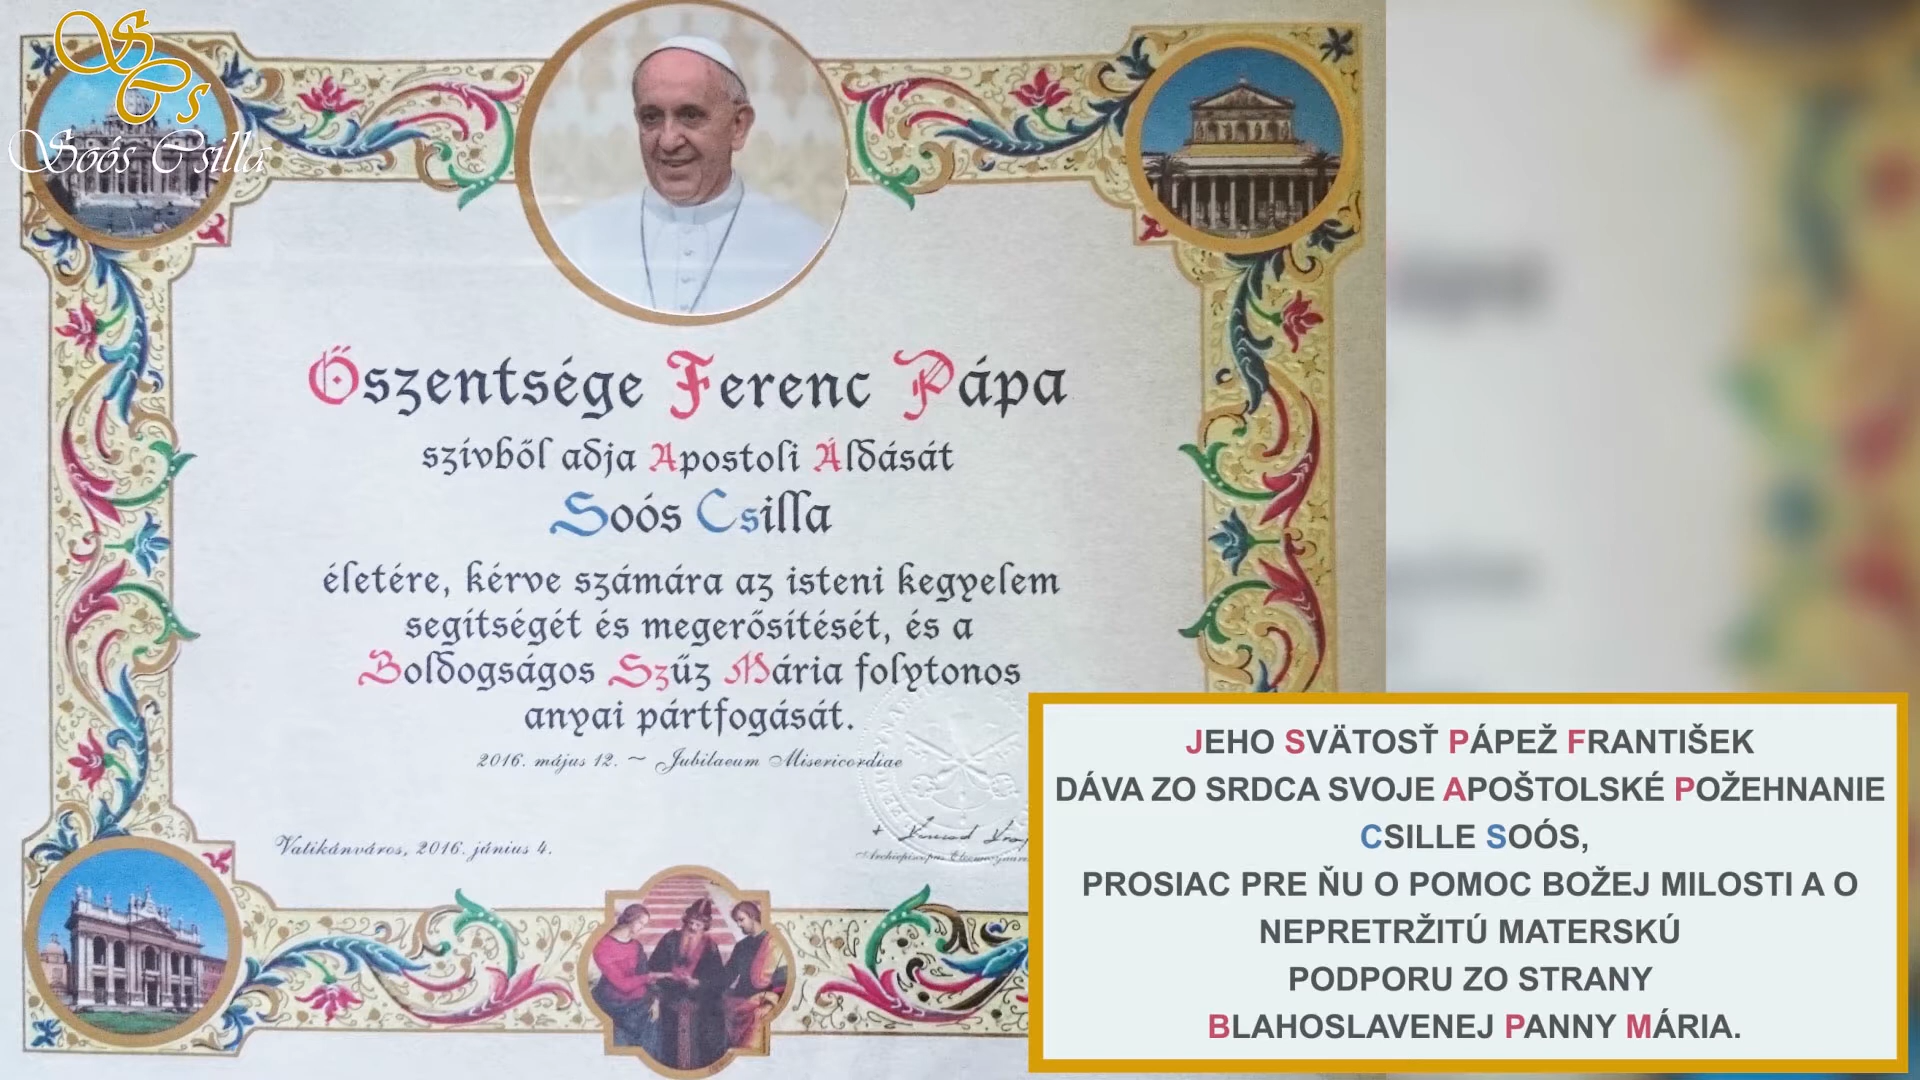 Soós Csilla
Őszentsége Ferenc Pápa
szívből adja Apostoli Áldását
Soós Csilla
életére, kérve számára az isteni kegyelem
segítségét és megerősítését, és a
Boldogságos Szűz Mária folytonos
anyai pártfogását.
2016. május 12. ~ Jubilaeum Misericordiae
Vatikánváros, 2016. június 4.
JEHO SVÄTOSŤ PÁPEŽ FRANTIŠEK
DÁVA ZO SRDCA SVOJE APOŠTOLSKÉ POŽEHNANIE
CSILLE SOÓS,
PROSIAC PRE ŇU O POMOC BOŽEJ MILOSTI A O
NEPRETRŽITÚ MATERSKÚ
PODPORU ZO STRANY
BLAHOSLAVENEJ PANNY MÁRIA.